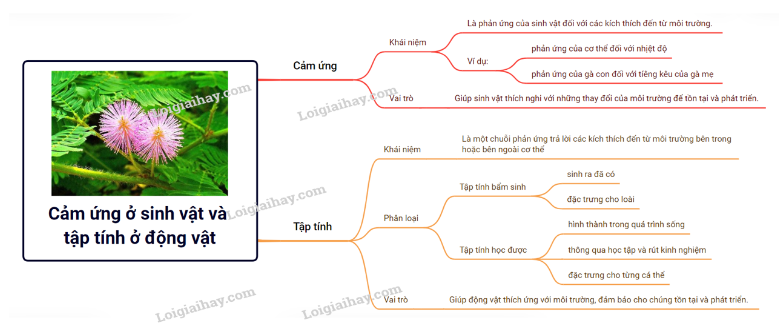 Cảm ứng ở sinh vật và
tập tính ở động vật
Cảm ứng
Khái niệm
Là phản ứng của sinh vật đối với các kích thích đến từ môi trường.
Ví dụ:
phản ứng của cơ thể đối với nhiệt độ
phản ứng của gà con đối với tiếng kêu của gà mẹ
Vai trò
Giúp sinh vật thích nghi với những thay đổi của môi trường để tồn tại và phát triển.
Tập tính
Khái niệm
Là một chuỗi phản ứng trả lời các kích thích đến từ môi trường bên trong
hoặc bên ngoài cơ thể
Phân loại
Tập tính bẩm sinh
sinh ra đã có
đặc trưng cho loài
Tập tính học được
hình thành trong quá trình sống
thông qua học tập và rút kinh nghiệm
đặc trưng cho từng cá thể
Vai trò
Giúp động vật thích ứng với môi trường, đảm bảo cho chúng tồn tại và phát triển.
Loigiaihay.com
Loigiaihay.com
Loigiaihay.com
Loigiaihay.com
Loigiaihay.com